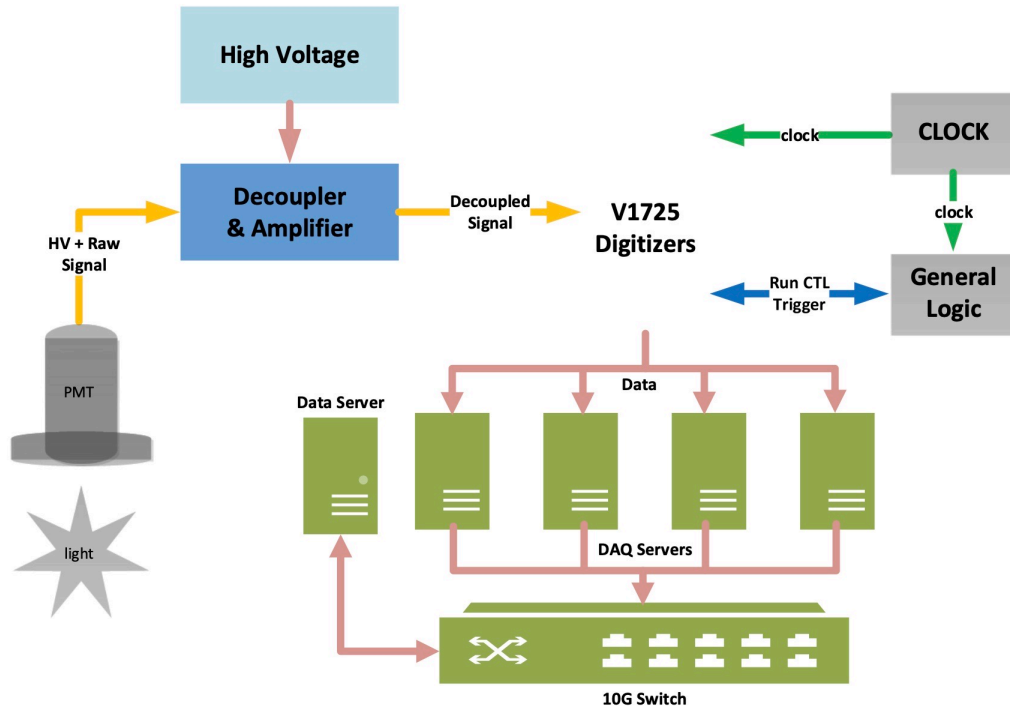 High Voltage
CLOCK
clock
Decoupler
& Amplifier
Decoupled
Signal
V1725
Digitizers
clock
HV + Raw
Signal
Run CTL
Trigger
General
Logic
PMT
Data
Data Server
light
DAQ Servers
10G Switch